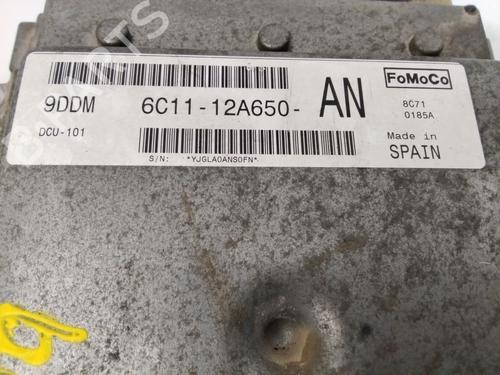 FoMoCo
9DDM 6C11-12A650- AN
8C71
0185A
DCU-101
Made in
SPAIN
S/N: *YJGLA0ANS0FN*